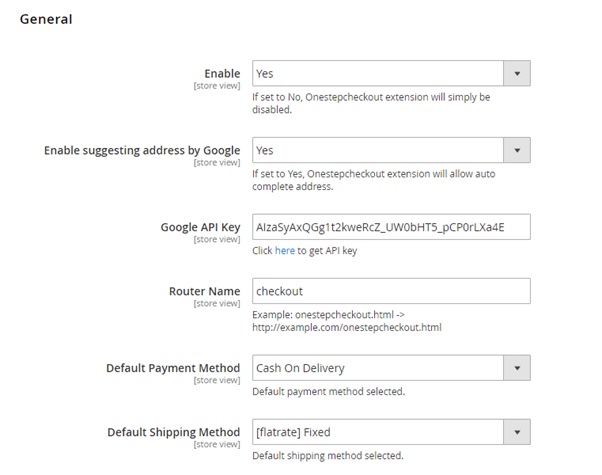 General
Enable
[store view]
Yes
If set to No, Onestepcheckout extension will simply be
disabled.
Enable suggesting address by Google
[store view]
Yes
If set to Yes, Onestepcheckout extension will allow auto
complete address.
Google API Key
[store view]
AIzaSyAxQGg1t2kweRcZ_UW0bHT5_pCP0rLXa4E
Click here to get API key
Router Name
[store view]
checkout
Example: onestepcheckout.html ->
http://example.com/onestepcheckout.html
Default Payment Method
[store view]
Cash On Delivery
Default payment method selected.
Default Shipping Method
[store view]
[flatrate] Fixed
Default shipping method selected.